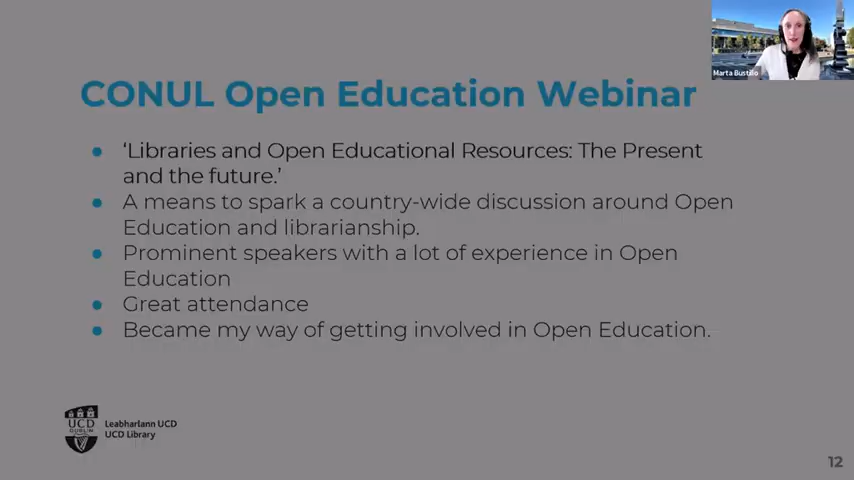 Marta Bustillo
CONUL Open Education Webinar
‘Libraries and Open Educational Resources: The Present
and the future.’
A means to spark a country-wide discussion around Open
Education and librarianship.
Prominent speakers with a lot of experience in Open
Education
Great attendance
Became my way of getting involved in Open Education.
UCD
DUBLIN
Leabharlann UCD
UCD Library
12